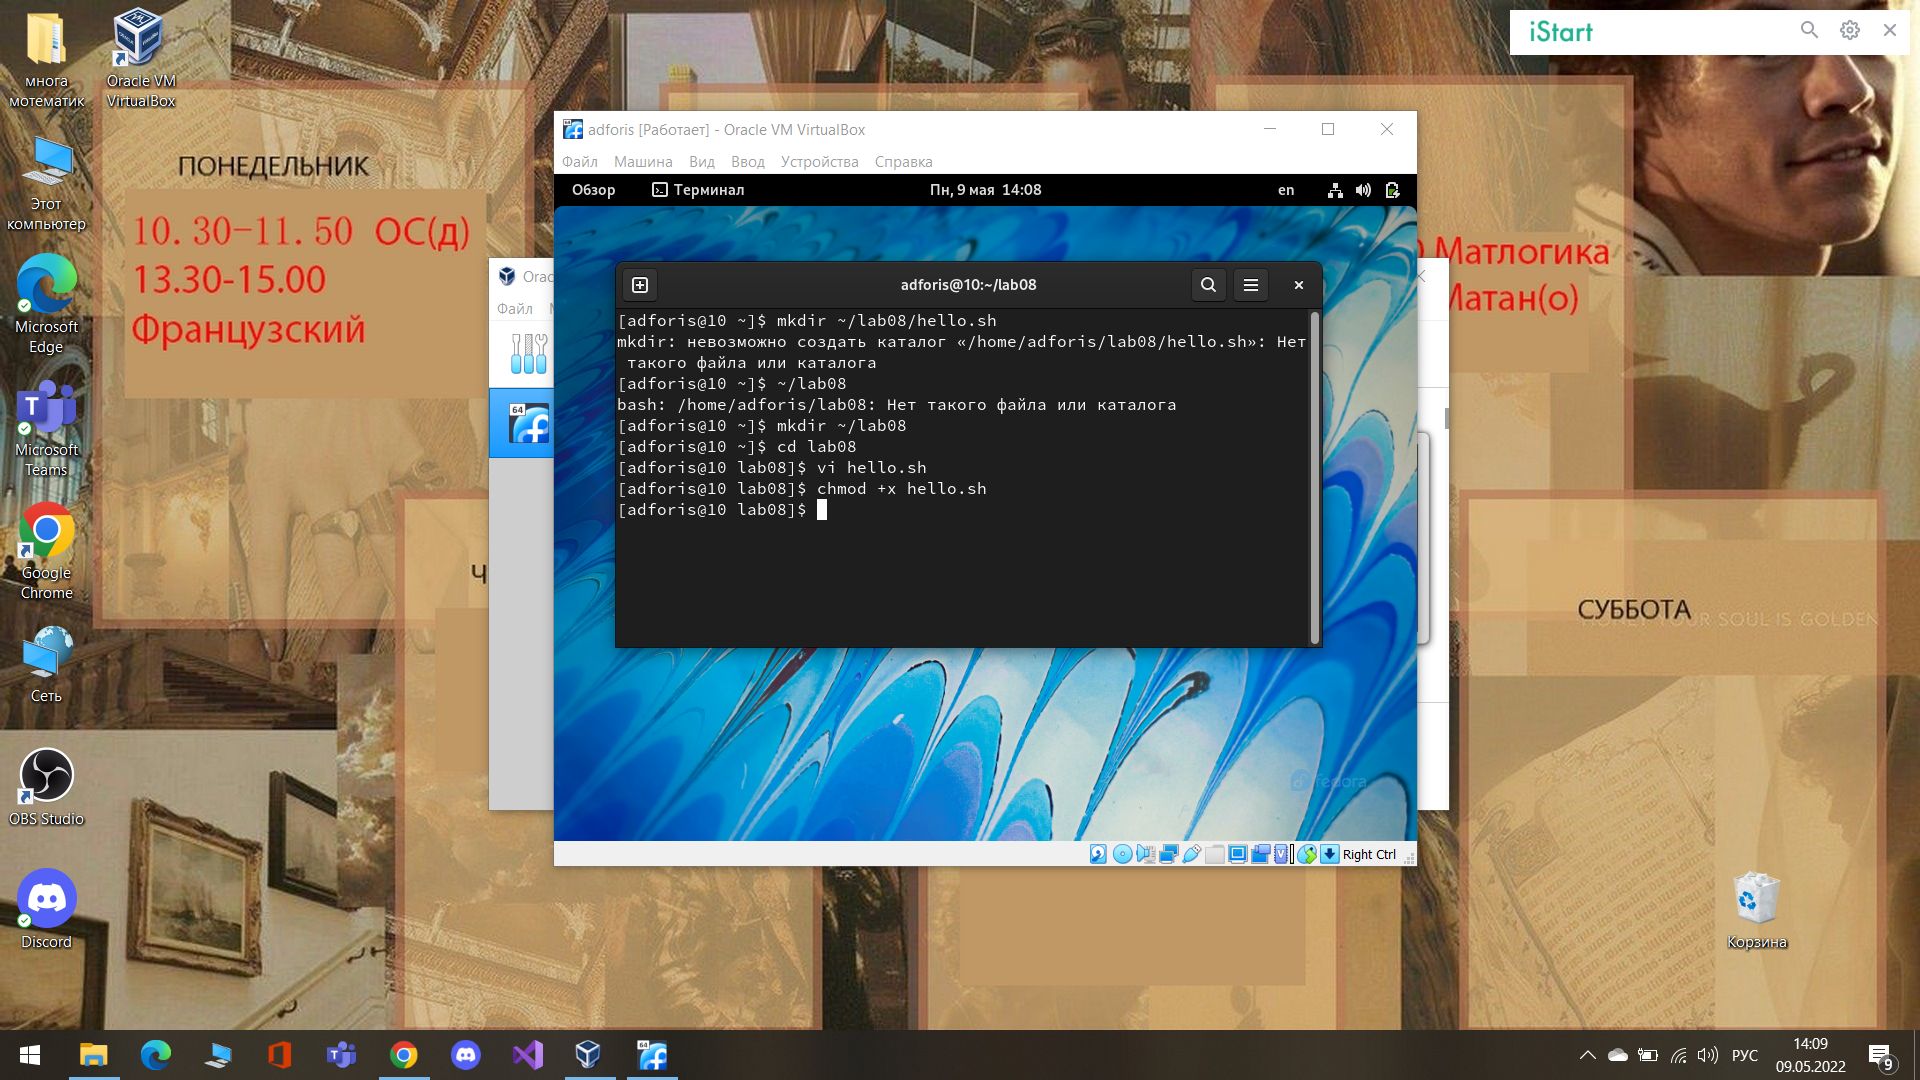 многа
мотематик
Oracle VM
VirtualBox
iStart
Этот
компьютер
Microsoft
Edge
Microsoft
Teams
Google
Chrome
Сеть
OBS Studio
Discord
Корзина
ПОНЕДЕЛЬНИК
10.30-11.50 ОС(д)
13.30-15.00
Французский
Матлогика
Матан(о)
СУББОТА
YOUR SOUL IS GOLDEN
Файл
adforis [Работает] - Oracle VM VirtualBox
Файл Машина Вид Ввод Устройства Справка
Обзор Терминал Пн, 9 мая 14:08 en
adforis@10:~/lab08
[adforis@10 ~]$ mkdir ~/lab08/hello.sh
mkdir: невозможно создать каталог «/home/adforis/lab08/hello.sh»: Нет
такого файла или каталога
[adforis@10 ~]$ ~/lab08
bash: /home/adforis/lab08: Нет такого файла или каталога
[adforis@10 ~]$ mkdir ~/lab08
[adforis@10 ~]$ cd lab08
[adforis@10 lab08]$ vi hello.sh
[adforis@10 lab08]$ chmod +x hello.sh
[adforis@10 lab08]$
fedora
Right Ctrl
РУС
14:09
09.05.2022
9